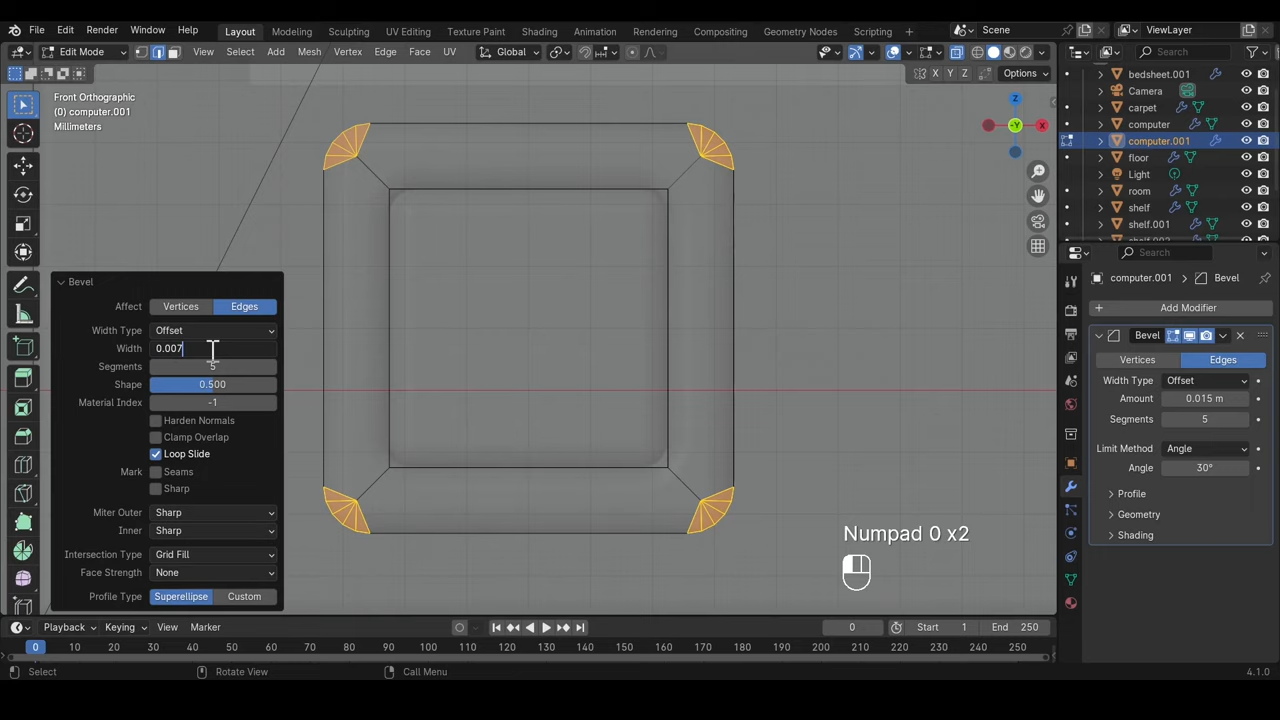 File Edit Render Window Help Layout Modeling Sculpting UV Editing Texture Paint Shading Animation Rendering Compositing Geometry Nodes Scripting + Scene ViewLayer
Edit Mode View Select Add Mesh Vertex Edge Face UV Global Search
X Y Z Options
Front Orthographic
(0) computer.001
Millimeters
Z
-Y
X
bedsheet.001
Camera
carpet
computer
computer.001
floor
Light
room
shelf
shelf.001
Search
computer.001 > Bevel
+ Add Modifier
Bevel
Vertices Edges
Width Type Offset
Amount 0.015 m
Segments 5
Limit Method Angle
Angle 30°
Profile
Geometry
Shading
Bevel
Affect Vertices Edges
Width Type Offset
Width 0.007
Segments 5
Shape 0.500
Material Index -1
Harden Normals
Clamp Overlap
Loop Slide
Mark Seams
Sharp
Miter Outer Sharp
Inner Sharp
Intersection Type Grid Fill
Face Strength None
Profile Type Superellipse Custom
Numpad 0 x2
Playback Keying View Marker 0 Start 1 End 250
0 10 20 30 40 50 60 70 80 90 100 110 120 130 140 150 160 170 180 190 200 210 220 230 240 250
Select Rotate View Call Menu 4.1.0